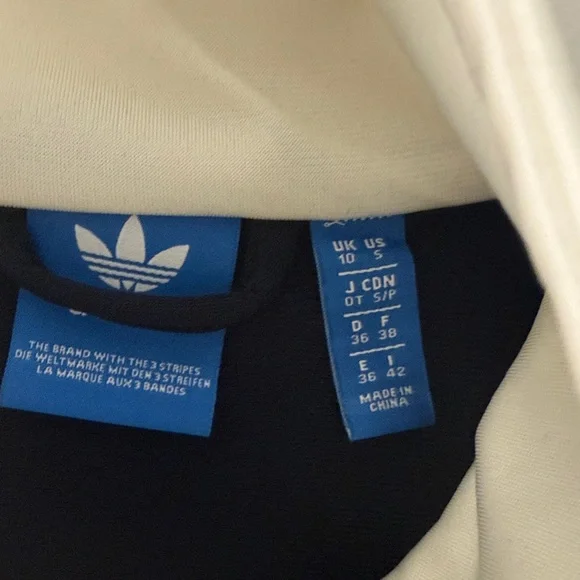 THE BRAND WITH THE 3 STRIPES
DIE WELTMARKE MIT DEN 3 STREIFEN
LA MARQUE AUX 3 BANDES
UK US
10 S
J CDN
OT S/P
D F
36 38
E I
36 42
MADE IN
CHINA